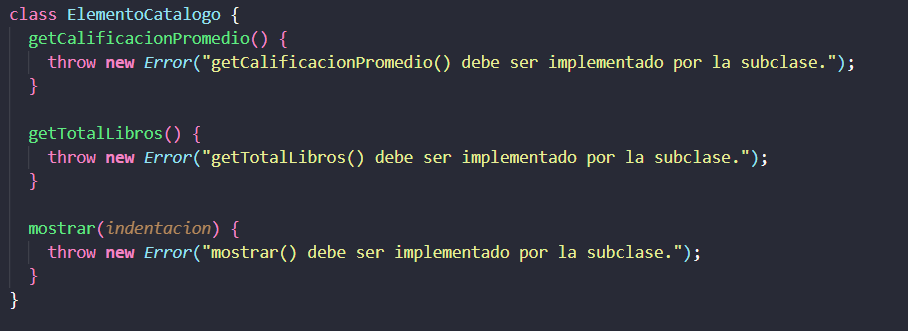 class ElementoCatalogo {
  getCalificacionPromedio() {
    throw new Error("getCalificacionPromedio() debe ser implementado por la subclase.");
  }

  getTotalLibros() {
    throw new Error("getTotalLibros() debe ser implementado por la subclase.");
  }

  mostrar(indentacion) {
    throw new Error("mostrar() debe ser implementado por la subclase.");
  }
}